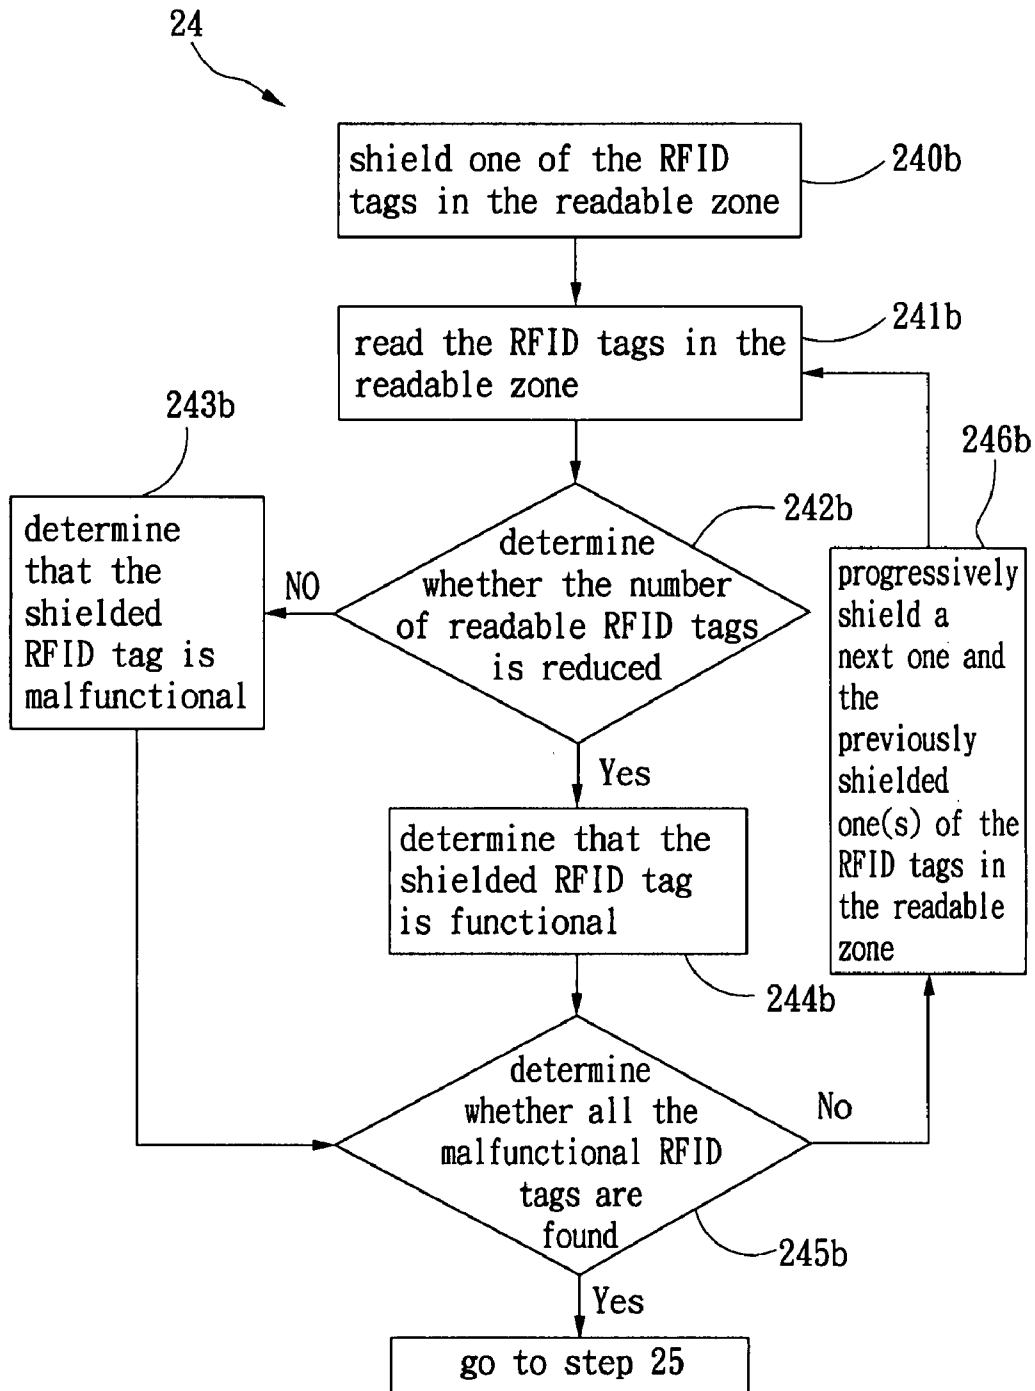 24
shield one of the RFID
tags in the readable zone
240b
read the RFID tags in the
readable zone
241b
243b
determine
that the
shielded
RFID tag is
malfunctional
NO
determine
whether the number
of readable RFID tags
is reduced
242b
246b
progressively
shield a
next one and
the
previously
shielded
one(s) of the
RFID tags in
the readable
zone
Yes
determine that the
shielded RFID tag
is functional
244b
determine
whether all the
malfunctional RFID
tags are
found
No
245b
Yes
go to step 25